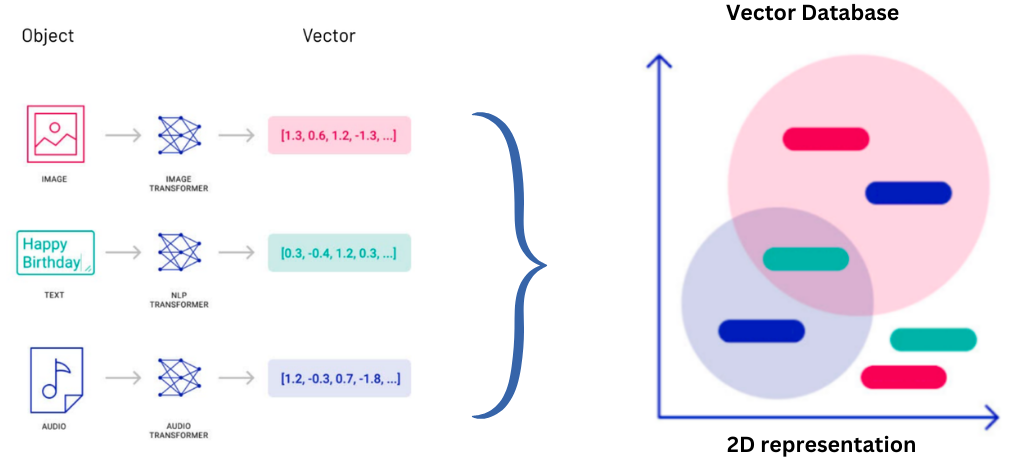 Object
Vector
Vector Database
IMAGE
IMAGE
TRANSFORMER
[1.3, 0.6, 1.2, -1.3, ...]
Happy
Birthday
TEXT
NLP
TRANSFORMER
[0.3, -0.4, 1.2, 0.3, ...]
AUDIO
AUDIO
TRANSFORMER
[1.2, -0.3, 0.7, -1.8, ...]
2D representation